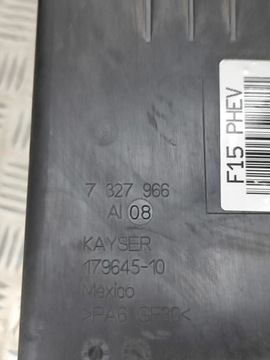 F15 PHEV
7 327 966
AI 08
KAYSER
179645-10
Mexico
>PA6 GF30<